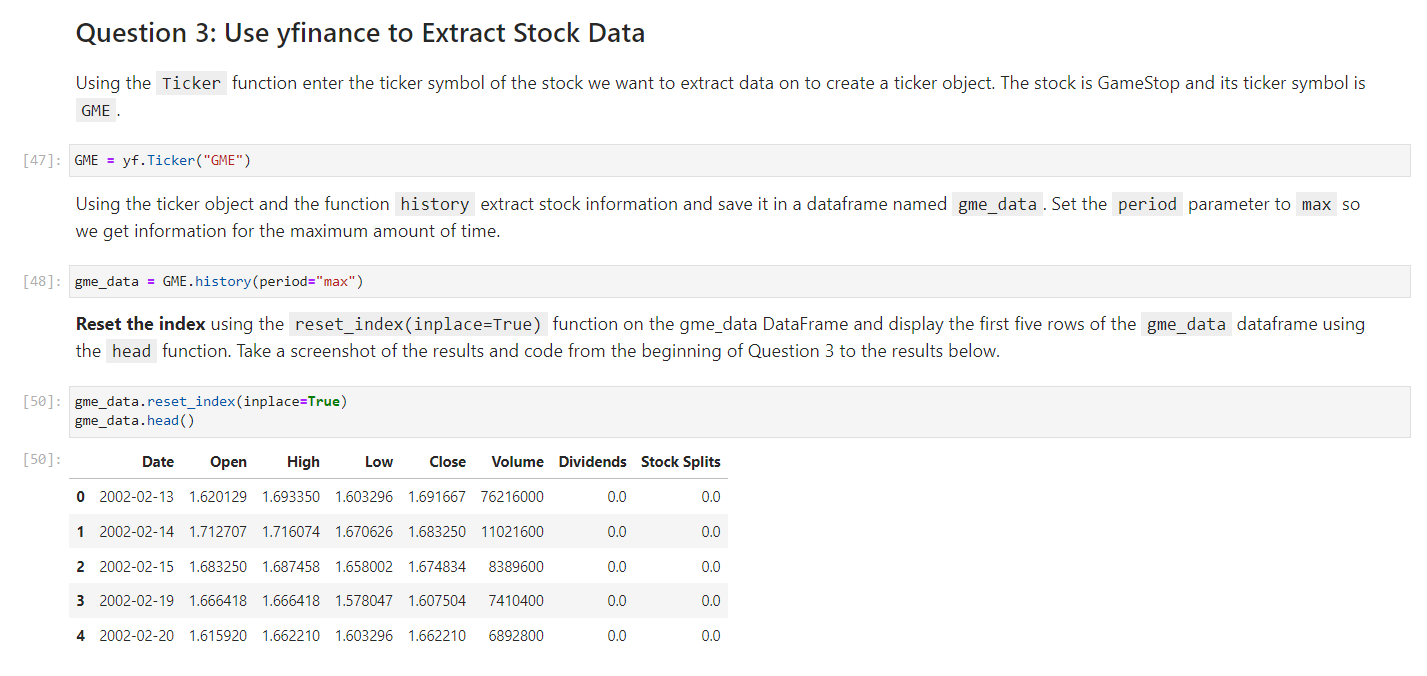 Question 3: Use yfinance to Extract Stock Data
Using the Ticker function enter the ticker symbol of the stock we want to extract data on to create a ticker object. The stock is GameStop and its ticker symbol is
GME .
[47]: GME = yf.Ticker("GME")
Using the ticker object and the function history extract stock information and save it in a dataframe named gme_data . Set the period parameter to max so
we get information for the maximum amount of time.
[48]: gme_data = GME.history(period="max")
Reset the index using the reset_index(inplace=True) function on the gme_data DataFrame and display the first five rows of the gme_data dataframe using
the head function. Take a screenshot of the results and code from the beginning of Question 3 to the results below.
[50]: gme_data.reset_index(inplace=True)
gme_data.head()
[50]: Date Open High Low Close Volume Dividends Stock Splits
0 2002-02-13 1.620129 1.693350 1.603296 1.691667 76216000 0.0 0.0
1 2002-02-14 1.712707 1.716074 1.670626 1.683250 11021600 0.0 0.0
2 2002-02-15 1.683250 1.687458 1.658002 1.674834 8389600 0.0 0.0
3 2002-02-19 1.666418 1.666418 1.578047 1.607504 7410400 0.0 0.0
4 2002-02-20 1.615920 1.662210 1.603296 1.662210 6892800 0.0 0.0